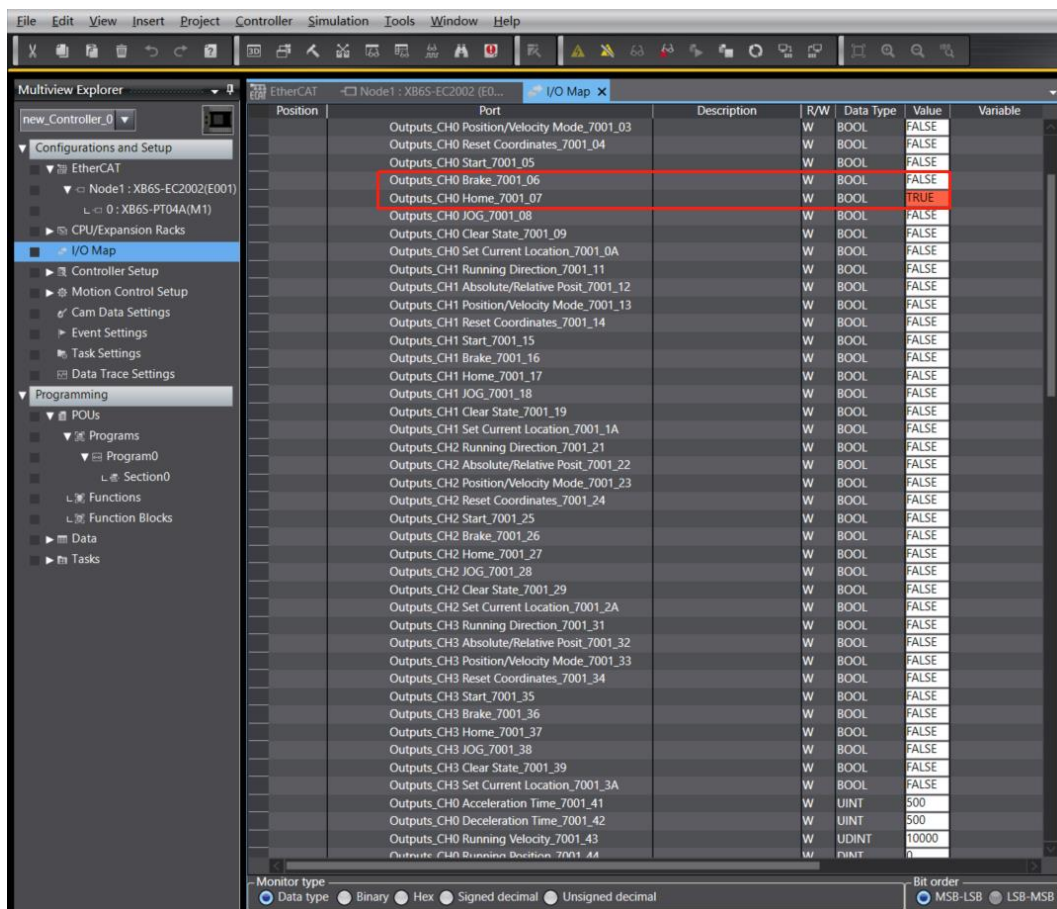 File Edit View Insert Project Controller Simulation Tools Window Help
Multiview Explorer
EtherCAT Node1 : XB6S-EC2002 (E0... I/O Map
new_Controller_0
Configurations and Setup
EtherCAT
Node1 : XB6S-EC2002(E001)
0 : XB6S-PT04A(M1)
CPU/Expansion Racks
I/O Map
Controller Setup
Motion Control Setup
Cam Data Settings
Event Settings
Task Settings
Data Trace Settings
Programming
POUs
Programs
Program0
Section0
Functions
Function Blocks
Data
Tasks
Position Port Description R/W Data Type Value Variable
Outputs_CH0 Position/Velocity Mode_7001_03 W BOOL FALSE
Outputs_CH0 Reset Coordinates_7001_04 W BOOL FALSE
Outputs_CH0 Start_7001_05 W BOOL FALSE
Outputs_CH0 Brake_7001_06 W BOOL FALSE
Outputs_CH0 Home_7001_07 W BOOL TRUE
Outputs_CH0 JOG_7001_08 W BOOL FALSE
Outputs_CH0 Clear State_7001_09 W BOOL FALSE
Outputs_CH0 Set Current Location_7001_0A W BOOL FALSE
Outputs_CH1 Running Direction_7001_11 W BOOL FALSE
Outputs_CH1 Absolute/Relative Posit_7001_12 W BOOL FALSE
Outputs_CH1 Position/Velocity Mode_7001_13 W BOOL FALSE
Outputs_CH1 Reset Coordinates_7001_14 W BOOL FALSE
Outputs_CH1 Start_7001_15 W BOOL FALSE
Outputs_CH1 Brake_7001_16 W BOOL FALSE
Outputs_CH1 Home_7001_17 W BOOL FALSE
Outputs_CH1 JOG_7001_18 W BOOL FALSE
Outputs_CH1 Clear State_7001_19 W BOOL FALSE
Outputs_CH1 Set Current Location_7001_1A W BOOL FALSE
Outputs_CH2 Running Direction_7001_21 W BOOL FALSE
Outputs_CH2 Absolute/Relative Posit_7001_22 W BOOL FALSE
Outputs_CH2 Position/Velocity Mode_7001_23 W BOOL FALSE
Outputs_CH2 Reset Coordinates_7001_24 W BOOL FALSE
Outputs_CH2 Start_7001_25 W BOOL FALSE
Outputs_CH2 Brake_7001_26 W BOOL FALSE
Outputs_CH2 Home_7001_27 W BOOL FALSE
Outputs_CH2 JOG_7001_28 W BOOL FALSE
Outputs_CH2 Clear State_7001_29 W BOOL FALSE
Outputs_CH2 Set Current Location_7001_2A W BOOL FALSE
Outputs_CH3 Running Direction_7001_31 W BOOL FALSE
Outputs_CH3 Absolute/Relative Posit_7001_32 W BOOL FALSE
Outputs_CH3 Position/Velocity Mode_7001_33 W BOOL FALSE
Outputs_CH3 Reset Coordinates_7001_34 W BOOL FALSE
Outputs_CH3 Start_7001_35 W BOOL FALSE
Outputs_CH3 Brake_7001_36 W BOOL FALSE
Outputs_CH3 Home_7001_37 W BOOL FALSE
Outputs_CH3 JOG_7001_38 W BOOL FALSE
Outputs_CH3 Clear State_7001_39 W BOOL FALSE
Outputs_CH3 Set Current Location_7001_3A W BOOL FALSE
Outputs_CH0 Acceleration Time_7001_41 W UINT 500
Outputs_CH0 Deceleration Time_7001_42 W UINT 500
Outputs_CH0 Running Velocity_7001_43 W UDINT 10000
Outputs_CH0 Running Position_7001_44 W DINT 0
Monitor type
Data type Binary Hex Signed decimal Unsigned decimal
Bit order
MSB-LSB LSB-MSB